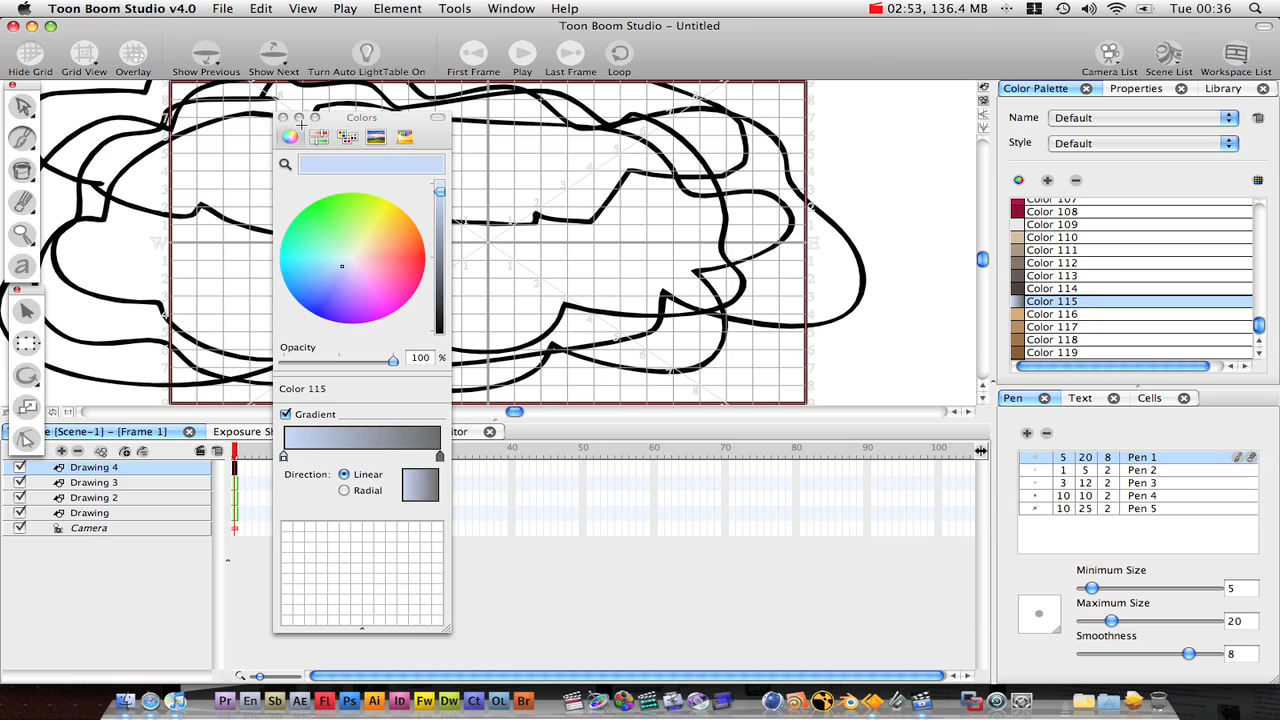 Toon Boom Studio v4.0 File Edit View Play Element Tools Window Help 02:53, 136.4 MB Tue 00:36
Toon Boom Studio - Untitled
Hide Grid Grid View Overlay Show Previous Show Next Turn Auto LightTable On First Frame Play Last Frame Loop Camera List Scene List Workspace List
Color Palette Properties Library
Name Default
Style Default
Color 107
Color 108
Color 109
Color 110
Color 111
Color 112
Color 113
Color 114
Color 115
Color 116
Color 117
Color 118
Color 119
Colors
Opacity
100 %
Color 115
Gradient
Direction: Linear
Radial
W E
Pen Text Cells
5 20 8 Pen 1
1 5 2 Pen 2
3 12 2 Pen 3
10 10 2 Pen 4
10 25 2 Pen 5
Minimum Size
5
Maximum Size
20
Smoothness
8
[Scene-1] - [Frame 1] Exposure Sh
40 50 60 70 80 90 100
Drawing 4
Drawing 3
Drawing 2
Drawing
Camera
Pr En Sb Ae Fl Ps Ai Id Fw Dw Ct OL Br